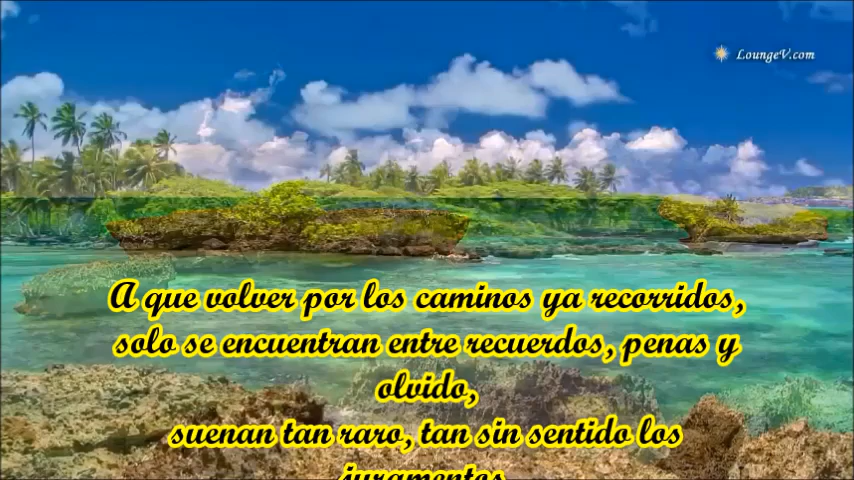 LoungeV.com
A que volver por los caminos ya recorridos,
solo se encuentran entre recuerdos, penas y
olvido,
suenan tan raro, tan sin sentido los
juramentos